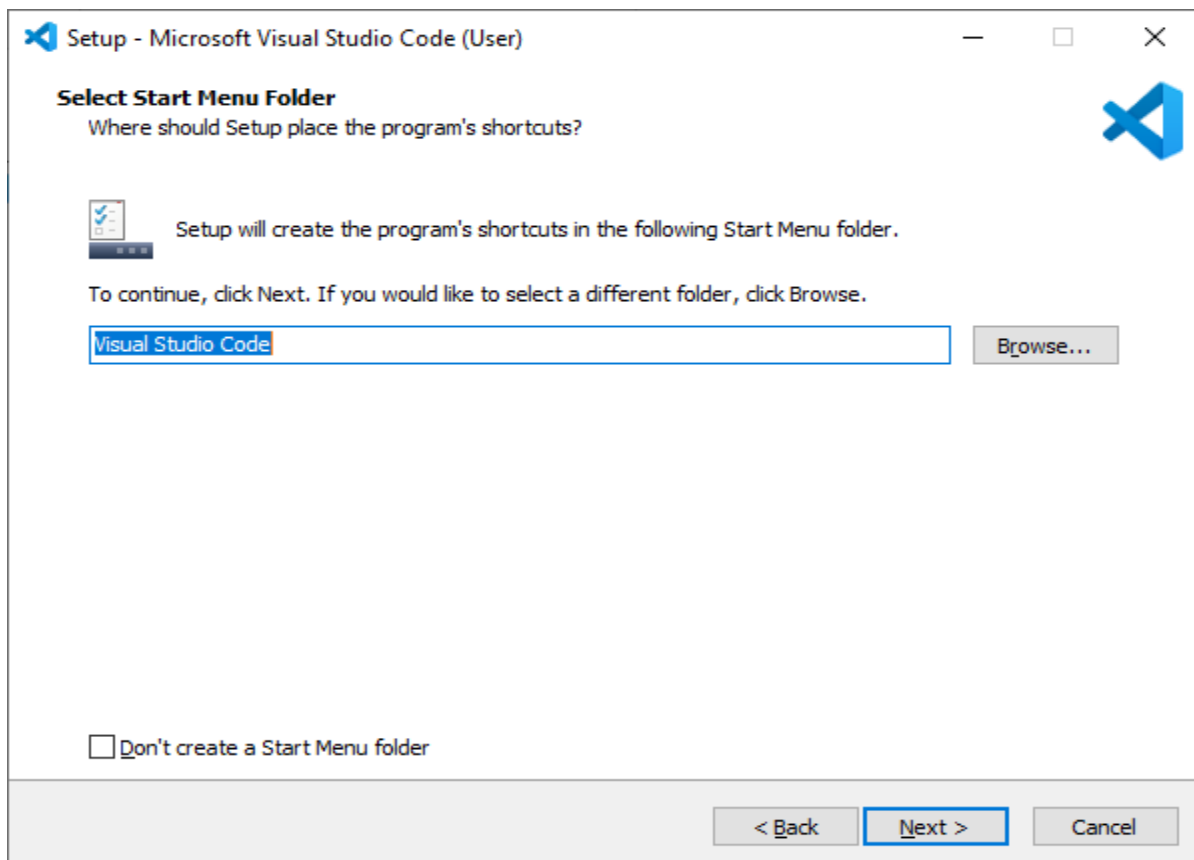 Setup - Microsoft Visual Studio Code (User)
Select Start Menu Folder
Where should Setup place the program's shortcuts?
Setup will create the program's shortcuts in the following Start Menu folder.
To continue, click Next. If you would like to select a different folder, click Browse.
Visual Studio Code
Browse...
Don't create a Start Menu folder
< Back
Next >
Cancel